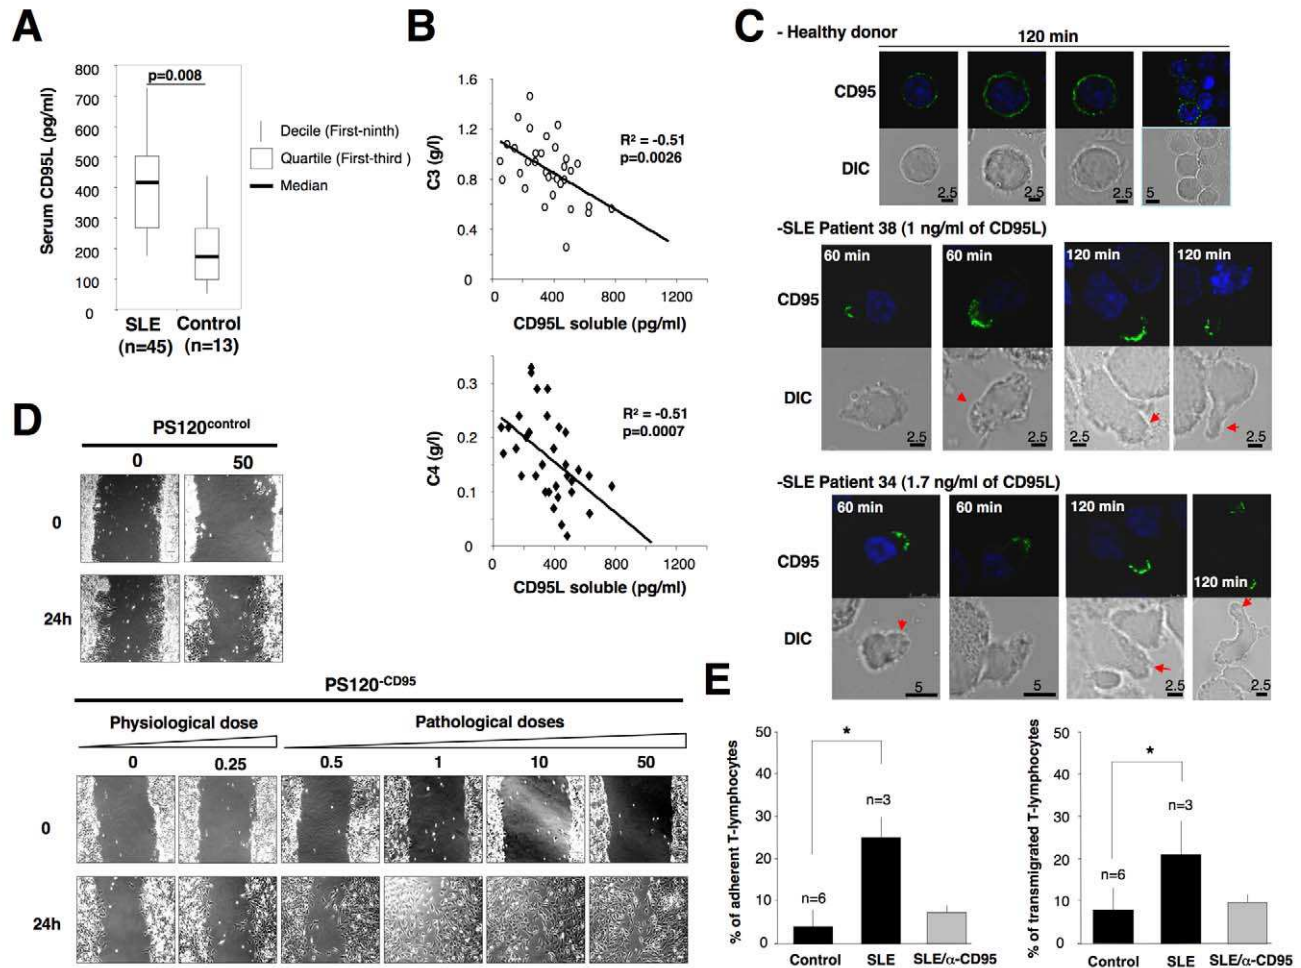 A
800
700
600
500
400
300
200
100
0
Serum CD95L (pg/ml)
p=0.008
SLE
(n=45)
Control
(n=13)
Decile (First-ninth)
Quartile (First-third )
Median
B
1.6
1.2
0.8
0.4
0
C3 (g/l)
R² = -0.51
p=0.0026
0 400 800 1200
CD95L soluble (pg/ml)
0.3
0.2
0.1
0
C4 (g/l)
R² = -0.51
p=0.0007
0 400 800 1200
CD95L soluble (pg/ml)
C
- Healthy donor
120 min
CD95
DIC
2.5 2.5 2.5 5
-SLE Patient 38 (1 ng/ml of CD95L)
60 min 60 min 120 min 120 min
CD95
DIC
2.5 2.5 2.5 2.5
-SLE Patient 34 (1.7 ng/ml of CD95L)
60 min 60 min 120 min 120 min
CD95
DIC
5 5 2.5 2.5
D
PS120control
0 50
0
24h
PS120-CD95
Physiological dose Pathological doses
0 0.25 0.5 1 10 50
0
24h
E
50
40
30
20
10
0
% of adherent T-lymphocytes
*
n=6
n=3
Control SLE SLE/α-CD95
50
40
30
20
10
0
% of transmigrated T-lymphocytes
*
n=6
n=3
Control SLE SLE/α-CD95